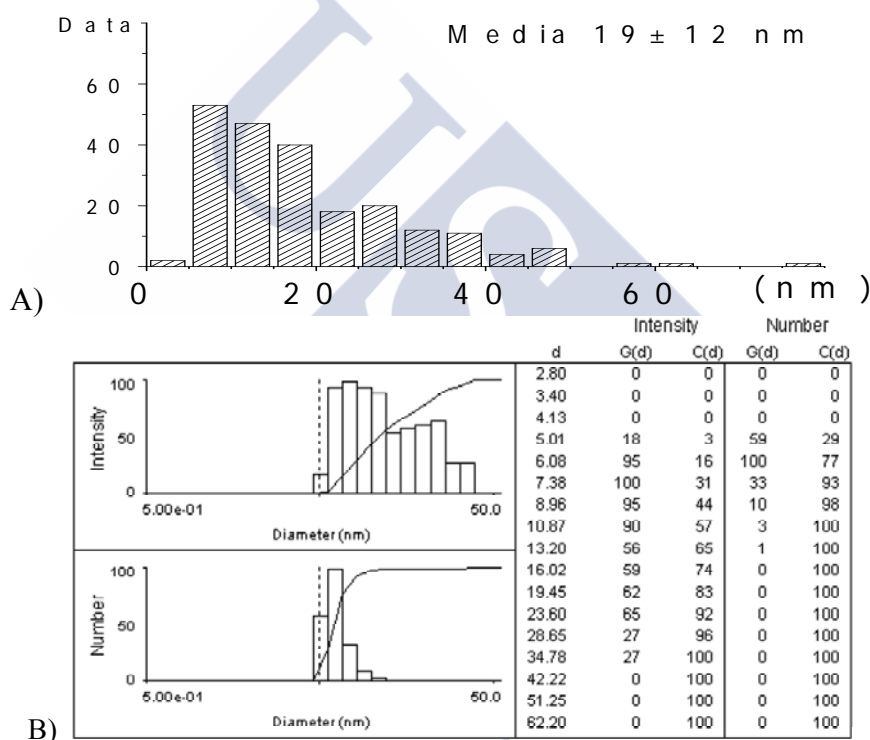 Data
Media 19± 12 nm
60
40
20
0
0 20 40 60 (nm)
A)
Intensity Number
d G(d) C(d) G(d) C(d)
2.80 0 0 0 0
3.40 0 0 0 0
4.13 0 0 0 0
5.01 18 3 59 29
6.08 95 16 100 77
7.38 100 31 33 93
8.96 95 44 10 98
10.87 90 57 3 100
13.20 56 65 1 100
16.02 59 74 0 100
19.45 62 83 0 100
23.60 65 92 0 100
28.65 27 96 0 100
34.78 27 100 0 100
42.22 0 100 0 100
51.25 0 100 0 100
62.20 0 100 0 100
Intensity
100
50
0
5.00e-01 50.0
Diameter (nm)
Number
100
50
0
5.00e-01 50.0
Diameter (nm)
B)